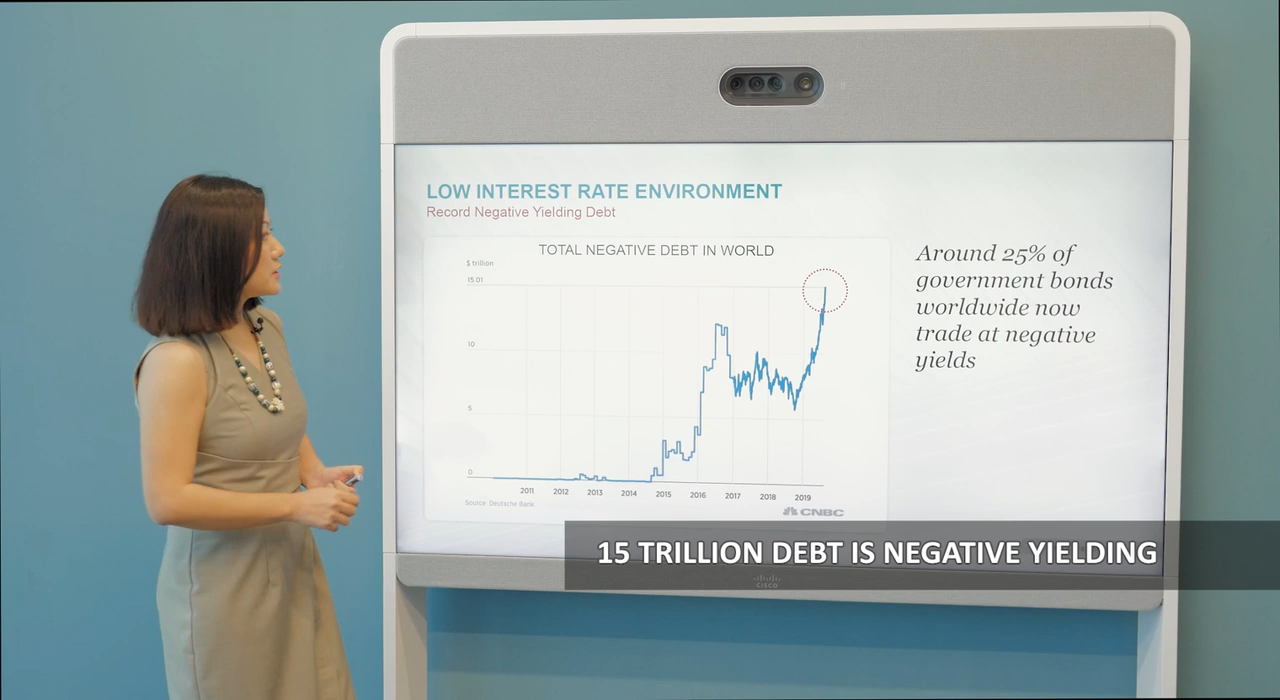 LOW INTEREST RATE ENVIRONMENT
Record Negative Yielding Debt
TOTAL NEGATIVE DEBT IN WORLD
$ trillion
15.01
10
5
0
2011 2012 2013 2014 2015 2016 2017 2018 2019
Source: Deutsche Bank
CNBC
Around 25% of
government bonds
worldwide now
trade at negative
yields
15 TRILLION DEBT IS NEGATIVE YIELDING
CISCO